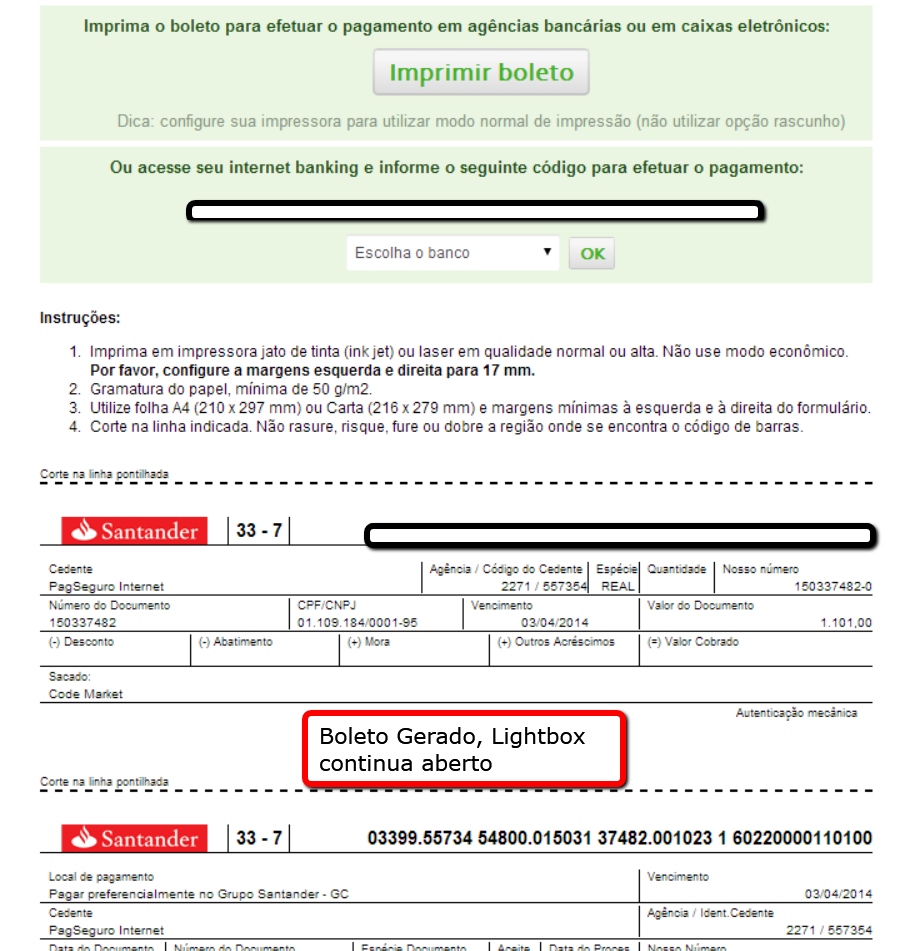 Imprima o boleto para efetuar o pagamento em agências bancárias ou em caixas eletrônicos:
Imprimir boleto
Dica: configure sua impressora para utilizar modo normal de impressão (não utilizar opção rascunho)
Ou acesse seu internet banking e informe o seguinte código para efetuar o pagamento:
Escolha o banco ▼ OK
Instruções:
1. Imprima em impressora jato de tinta (ink jet) ou laser em qualidade normal ou alta. Não use modo econômico.
Por favor, configure a margens esquerda e direita para 17 mm.
2. Gramatura do papel, mínima de 50 g/m2.
3. Utilize folha A4 (210 x 297 mm) ou Carta (216 x 279 mm) e margens mínimas à esquerda e à direita do formulário.
4. Corte na linha indicada. Não rasure, risque, fure ou dobre a região onde se encontra o código de barras.
Corte na linha pontilhada
Santander 33 - 7
Cedente Agência / Código do Cedente Espécie Quantidade Nosso número
PagSeguro Internet 2271 / 557354 REAL 150337482-0
Número do Documento CPF/CNPJ Vencimento Valor do Documento
150337482 01.109.184/0001-95 03/04/2014 1.101,00
(-) Desconto (-) Abatimento (+) Mora (+) Outros Acréscimos (=) Valor Cobrado
Sacado:
Code Market
Autenticação mecânica
Boleto Gerado, Lightbox
continua aberto
Corte na linha pontilhada
Santander 33 - 7 03399.55734 54800.015031 37482.001023 1 60220000110100
Local de pagamento Vencimento
Pagar preferencialmente no Grupo Santander - GC 03/04/2014
Cedente Agência / Ident.Cedente
PagSeguro Internet 2271 / 557354
Data do Documento Número do Documento Espécie Documento Aceite Data do Proces Nosso Número